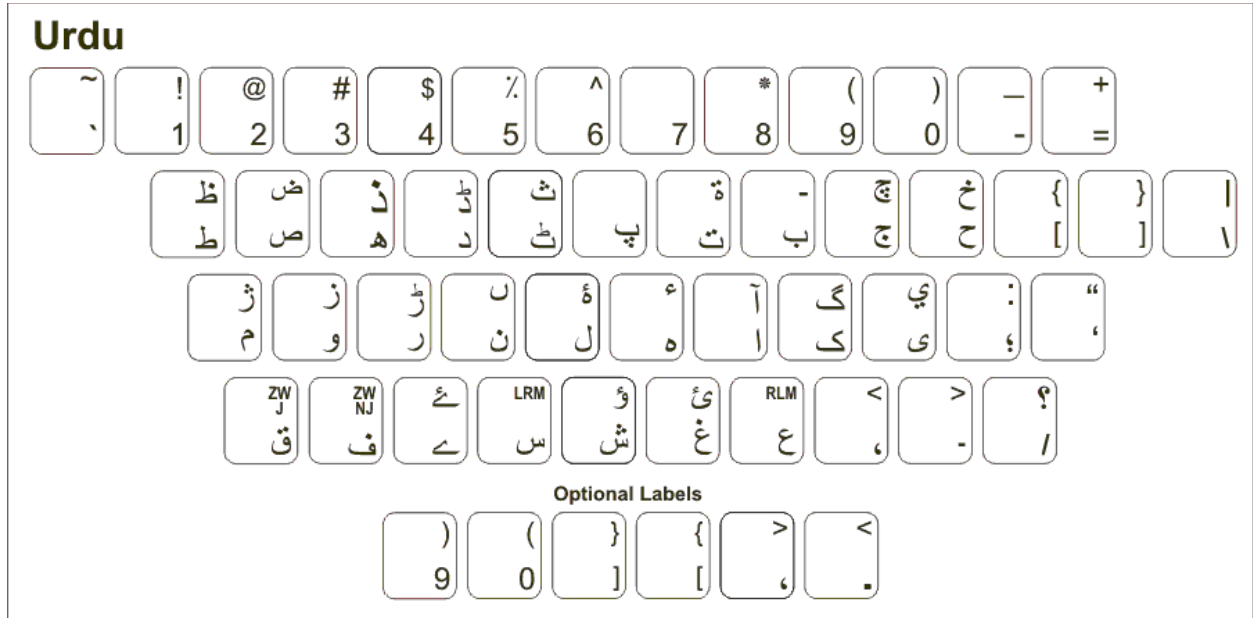 Urdu
~ ! @ # $ ٪ ^ * ( ) _ +
` 1 2 3 4 5 6 7 8 9 0 - =
ظ ض ذ ڈ ث ة - چ خ { } |
ط ص ھ د ٹ پ ت ب ج ح [ ] \
ژ ز ڑ ں ۂ ء آ گ ي : “
م و ر ن ل ہ ا ک ی ؛ ‘
ZWJ ZWNJ ۓ LRM ؤ ئ RLM < > ؟
ق ف ے س ش غ ع ، - /
Optional Labels
) ( } { > <
9 0 ] [ ، .